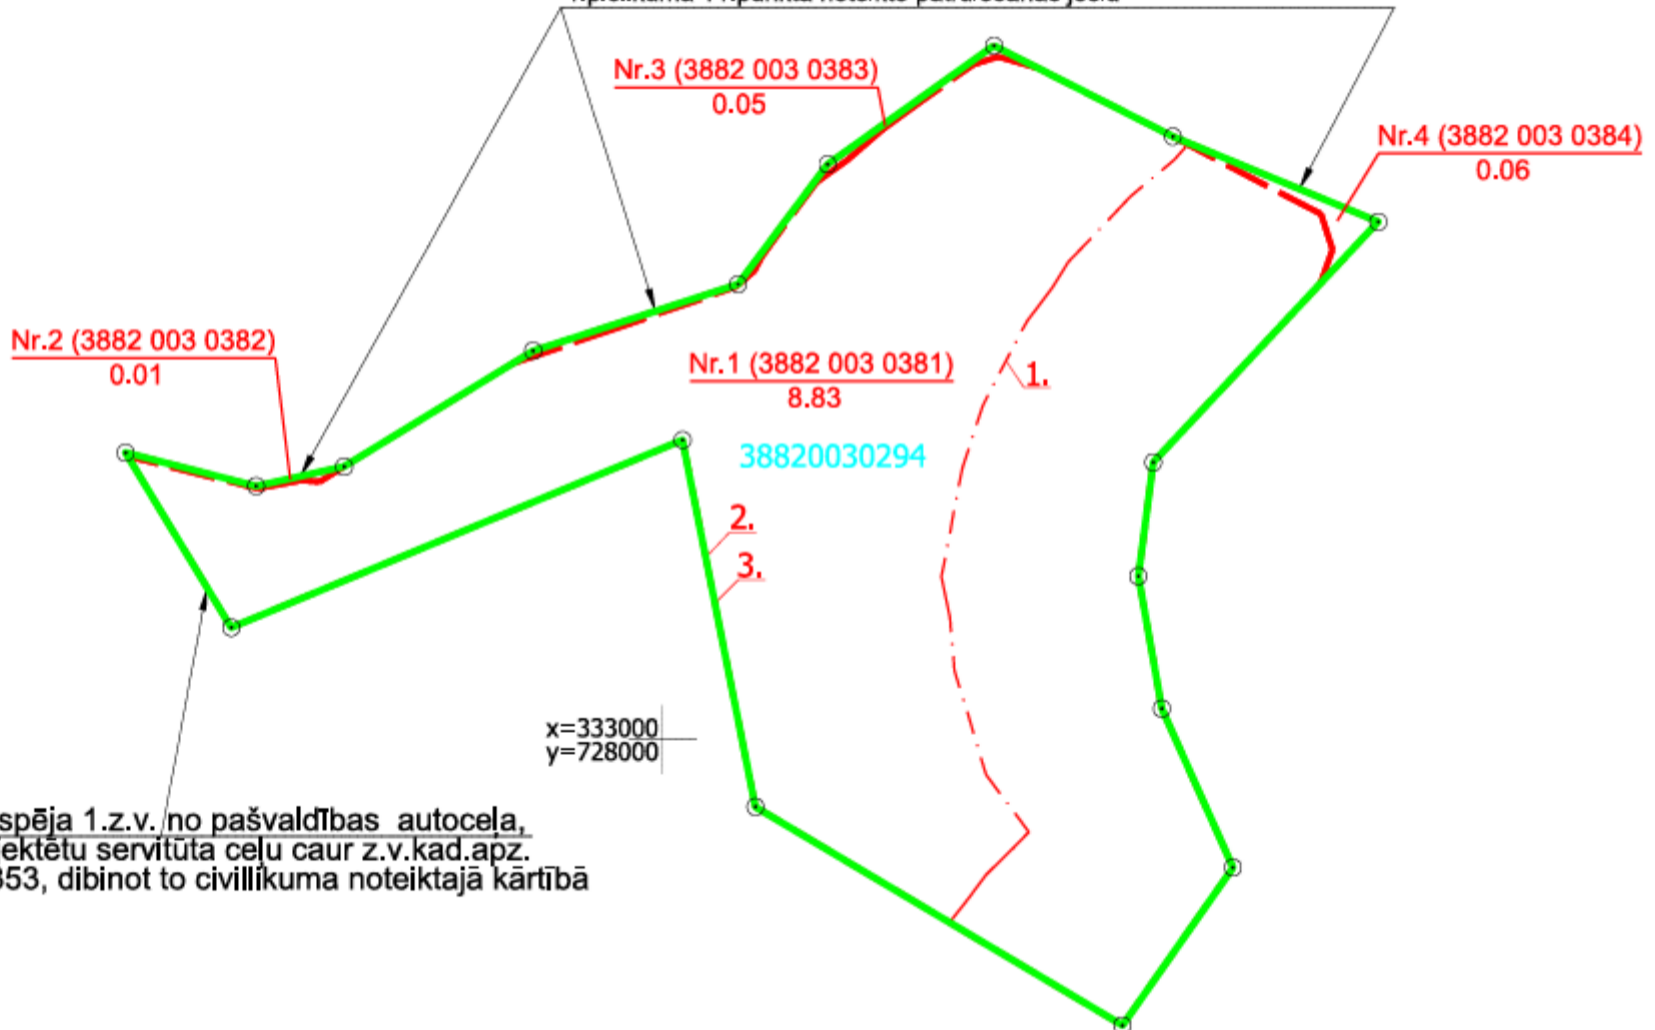 Nr.3 (3882 003 0383)
0.05
Nr.4 (3882 003 0384)
0.06
Nr.2 (3882 003 0382)
0.01
Nr.1 (3882 003 0381)
8.83
1.
38820030294
2.
3.
x=333000
y=728000
spēja 1.z.v. no pašvaldības autoceļa,
ektētu servitūta ceļu caur z.v.kad.apz.
353, dibinot to civillikuma noteiktajā kārtībā